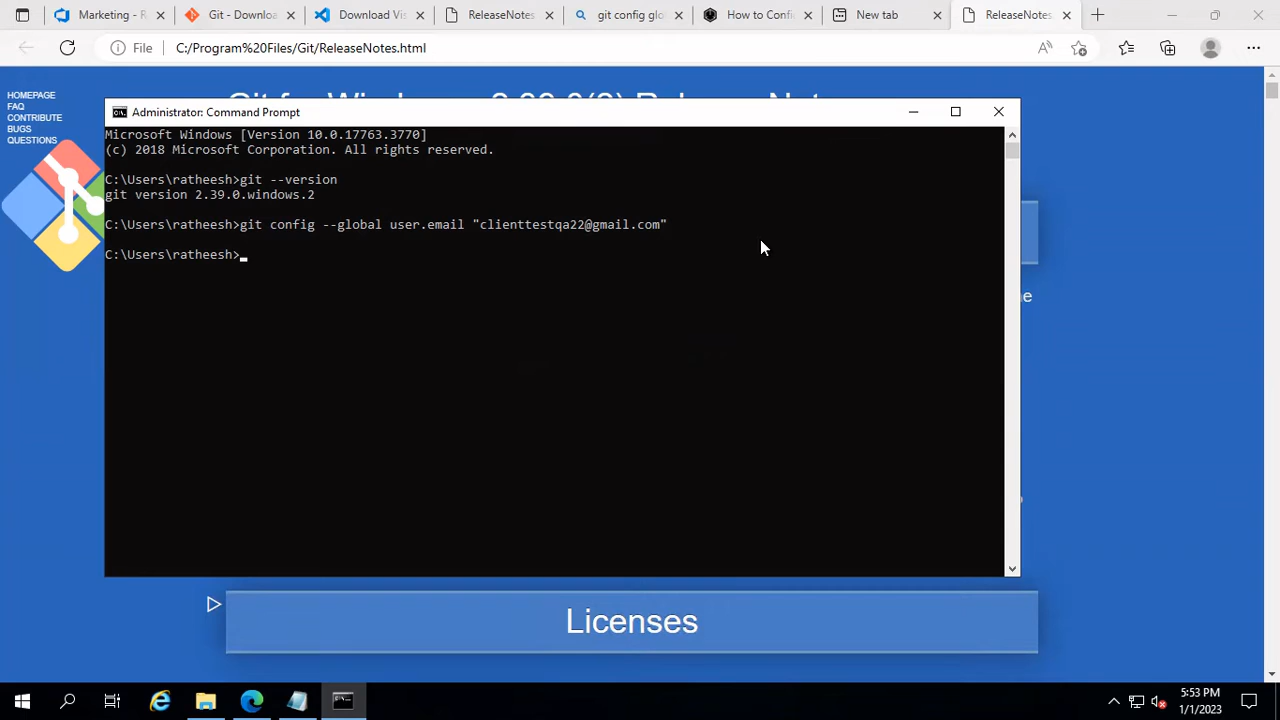 Marketing - R
Git - Downloa
Download Vis
ReleaseNotes
git config glo
How to Confi
New tab
ReleaseNotes
File
C:/Program%20Files/Git/ReleaseNotes.html
HOMEPAGE
FAQ
CONTRIBUTE
BUGS
QUESTIONS
Administrator: Command Prompt
Microsoft Windows [Version 10.0.17763.3770]
(c) 2018 Microsoft Corporation. All rights reserved.
C:\Users\ratheesh>git --version
git version 2.39.0.windows.2
C:\Users\ratheesh>git config --global user.email "clienttestqa22@gmail.com"
C:\Users\ratheesh>
Licenses
5:53 PM
1/1/2023